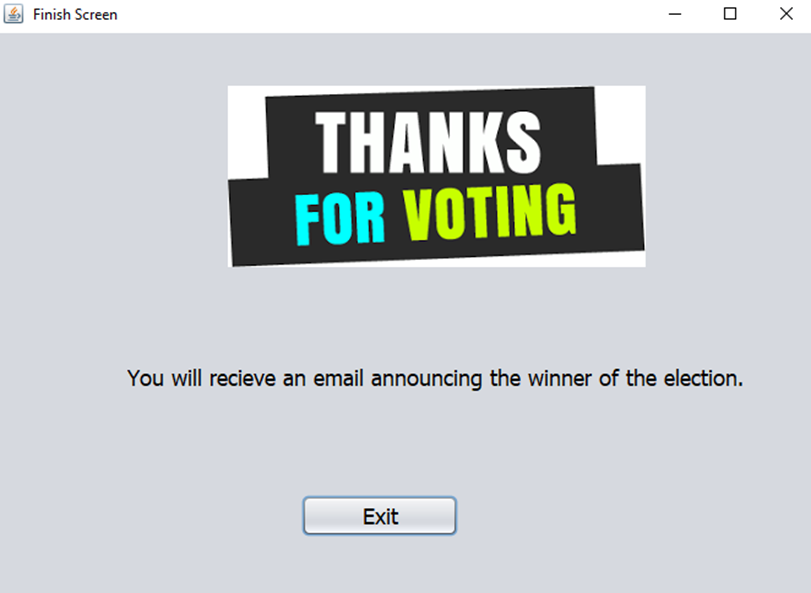 Finish Screen
THANKS
FOR VOTING
You will recieve an email announcing the winner of the election.
Exit